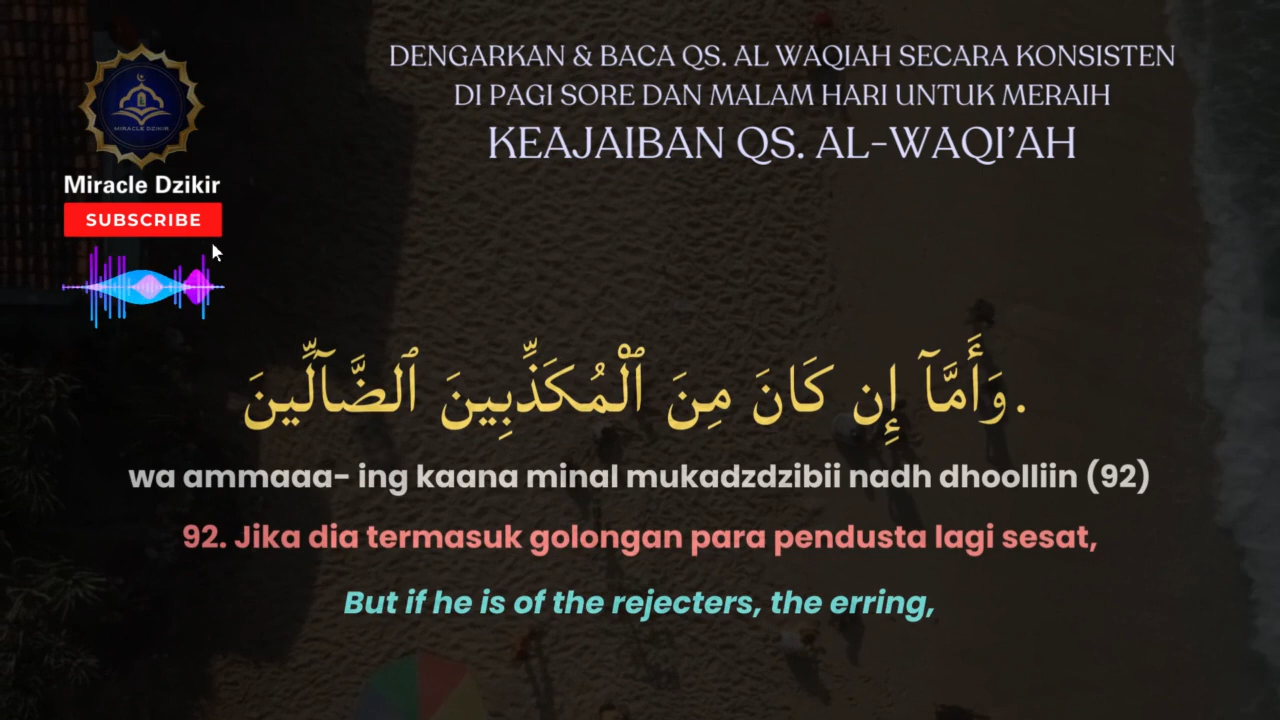 DENGARKAN & BACA QS. AL WAQIAH SECARA KONSISTEN
DI PAGI SORE DAN MALAM HARI UNTUK MERAIH
KEAJAIBAN QS. AL-WAQI'AH
MIRACLE DZIKIR
Miracle Dzikir
SUBSCRIBE
وَأَمَّآ إِن كَانَ مِنَ ٱلْمُكَذِّبِينَ ٱلضَّآلِّينَ.
wa ammaaa- ing kaana minal mukadzdzibii nadh dhoolliin (92)
92. Jika dia termasuk golongan para pendusta lagi sesat,
But if he is of the rejecters, the erring,